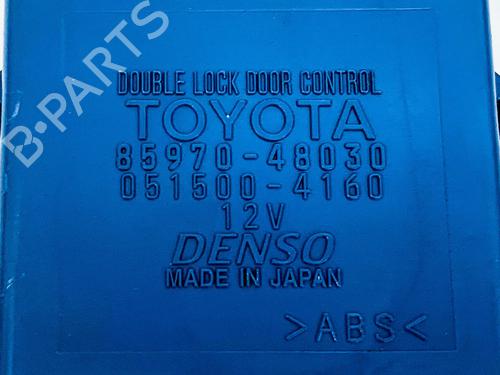 B-PARTS
DOUBLE LOCK DOOR CONTROL
TOYOTA
85970-48030
051500-4160
12V
DENSO
MADE IN JAPAN
>ABS<